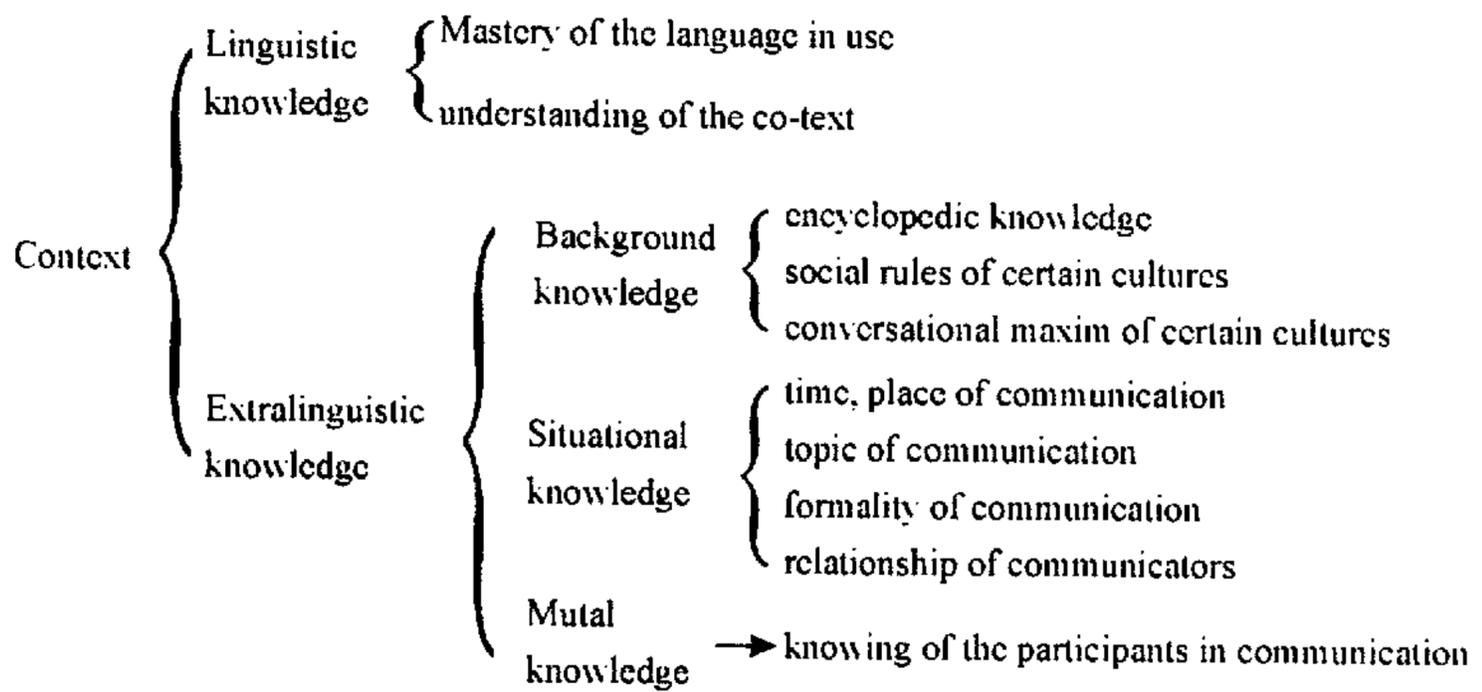 Context
Linguistic
knowledge
Mastery of the language in use
understanding of the co-text
Extralinguistic
knowledge
Background
knowledge
encyclopedic knowledge
social rules of certain cultures
conversational maxim of certain cultures
Situational
knowledge
time, place of communication
topic of communication
formality of communication
relationship of communicators
Mutal
knowledge
knowing of the participants in communication